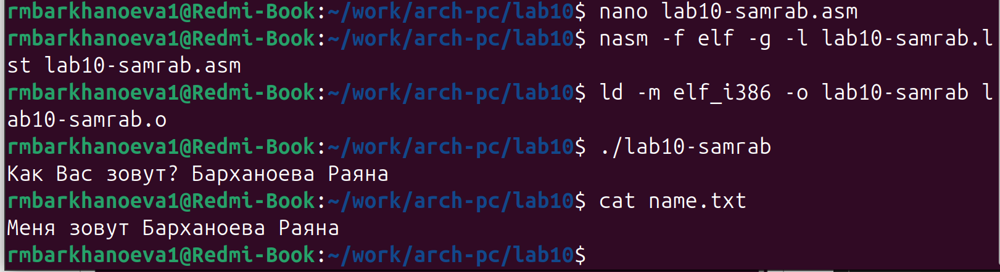 rmbarkhanoeva1@Redmi-Book:~/work/arch-pc/lab10$ nano lab10-samrab.asm
rmbarkhanoeva1@Redmi-Book:~/work/arch-pc/lab10$ nasm -f elf -g -l lab10-samrab.l
st lab10-samrab.asm
rmbarkhanoeva1@Redmi-Book:~/work/arch-pc/lab10$ ld -m elf_i386 -o lab10-samrab l
ab10-samrab.o
rmbarkhanoeva1@Redmi-Book:~/work/arch-pc/lab10$ ./lab10-samrab
Как Вас зовут? Барханоева Раяна
rmbarkhanoeva1@Redmi-Book:~/work/arch-pc/lab10$ cat name.txt
Меня зовут Барханоева Раяна
rmbarkhanoeva1@Redmi-Book:~/work/arch-pc/lab10$